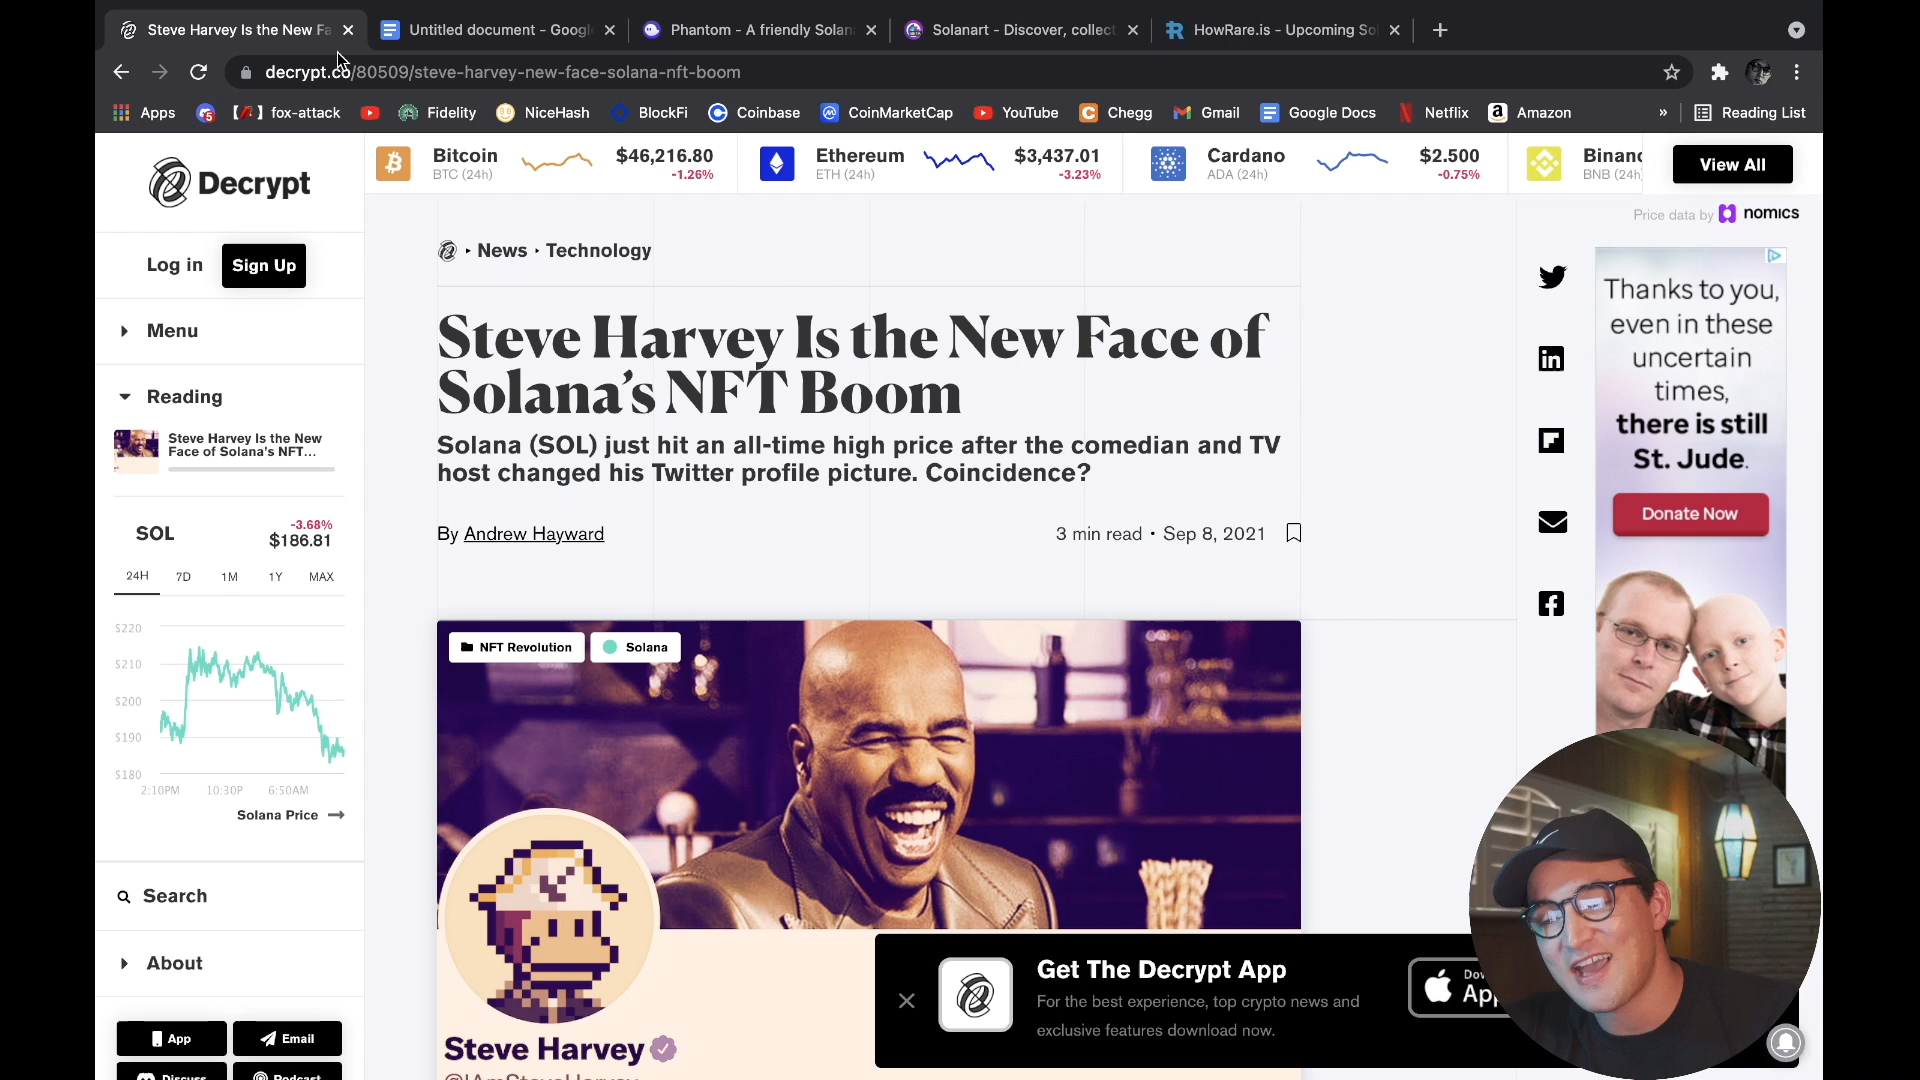 Steve Harvey Is the New Fa
Untitled document - Google
Phantom - A friendly Solan
Solanart - Discover, collect
HowRare.is - Upcoming Sol
decrypt.co/80509/steve-harvey-new-face-solana-nft-boom
Apps
5
[ ] fox-attack
Fidelity
NiceHash
BlockFi
Coinbase
CoinMarketCap
YouTube
Chegg
Gmail
Google Docs
Netflix
Amazon
»
Reading List
Decrypt
Bitcoin
BTC (24h)
$46,216.80
-1.26%
Ethereum
ETH (24h)
$3,437.01
-3.23%
Cardano
ADA (24h)
$2.500
-0.75%
Binanc
BNB (24h)
View All
Price data by nomics
Log in
Sign Up
Menu
Reading
Steve Harvey Is the New
Face of Solana's NFT...
SOL
-3.68%
$186.81
24H 7D 1M 1Y MAX
$220
$210
$200
$190
$180
2:10PM 10:30P 6:50AM
Solana Price
Search
About
App
Email
Discuss
Podcast
News
Technology
Steve Harvey Is the New Face of
Solana's NFT Boom
Solana (SOL) just hit an all-time high price after the comedian and TV
host changed his Twitter profile picture. Coincidence?
By Andrew Hayward
3 min read • Sep 8, 2021
NFT Revolution
Solana
Steve Harvey
@IAmSteveHarvey
Thanks to you,
even in these
uncertain
times,
there is still
St. Jude.
Donate Now
Get The Decrypt App
For the best experience, top crypto news and
exclusive features download now.